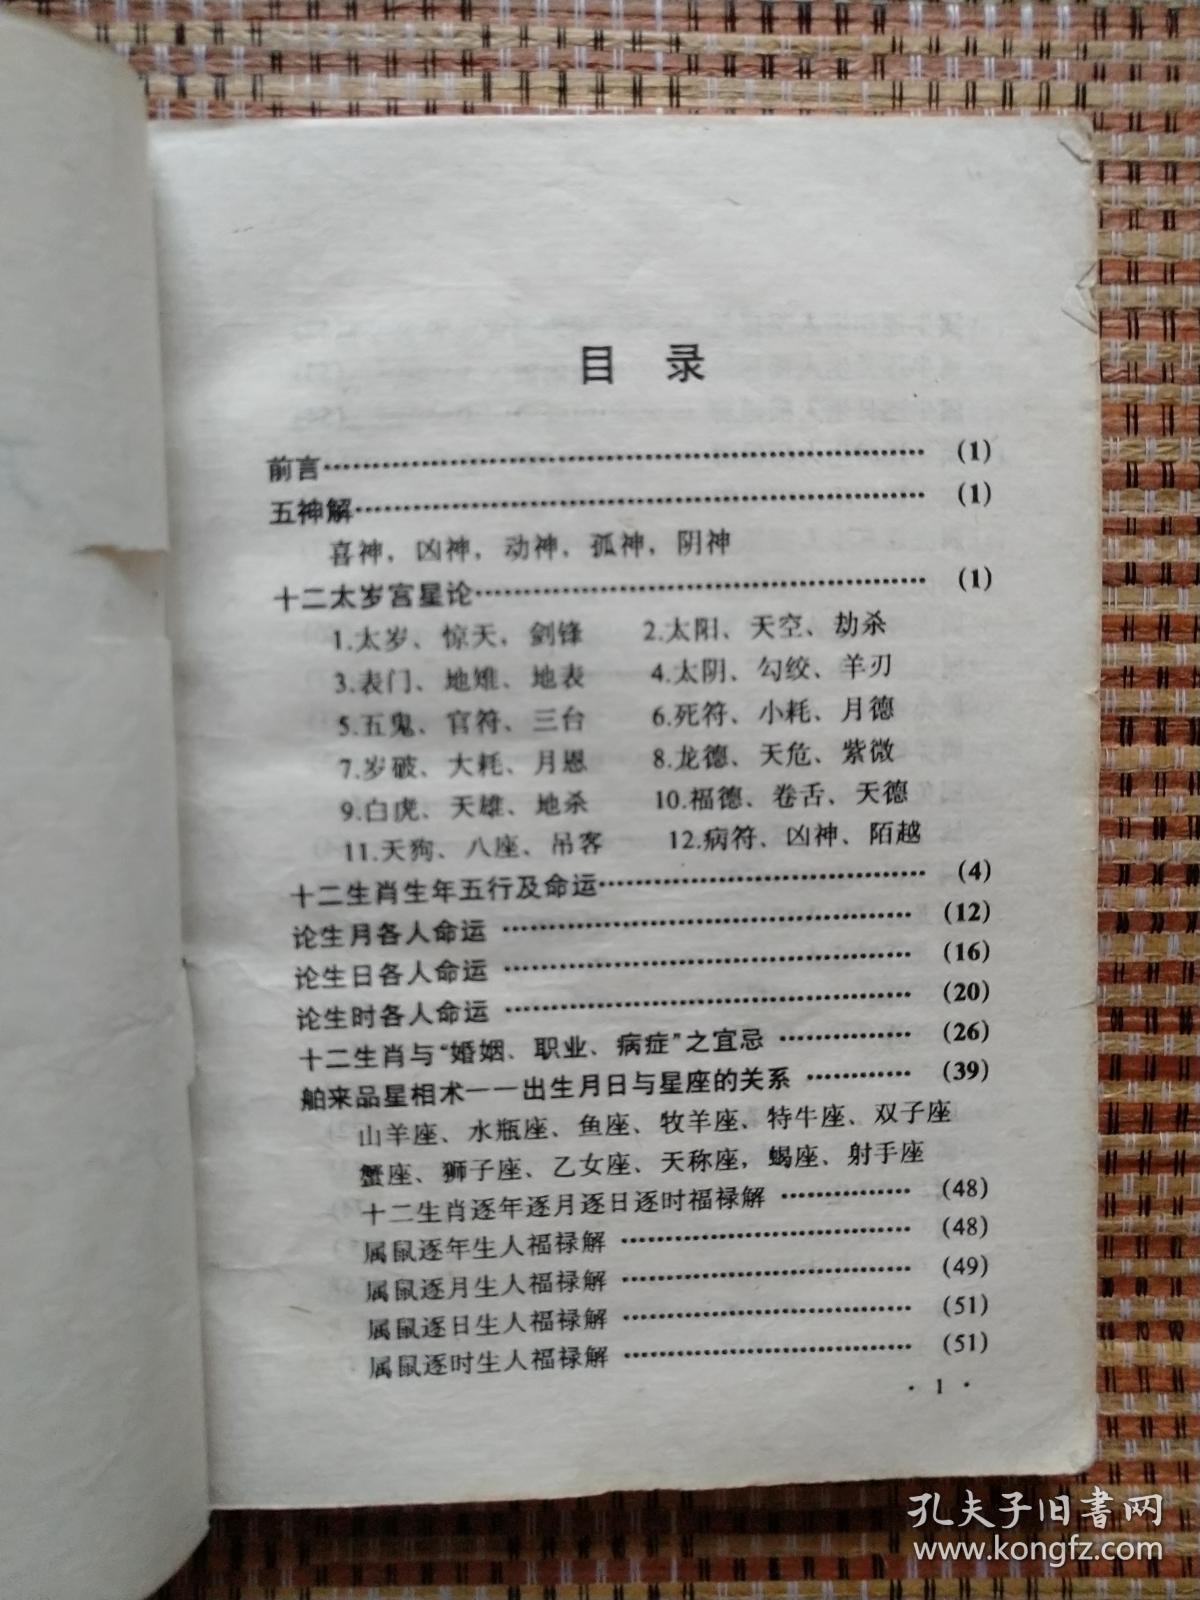 目 录
前言………………………………………………………… (1)
五神解……………………………………………………… (1)
喜神，凶神，动神，孤神，阴神
十二太岁宫星论…………………………………………… (1)
1.太岁、惊天，剑锋 2.太阳、天空、劫杀
3.表门、地雉、地表 4.太阴、勾绞、羊刃
5.五鬼、官符、三台 6.死符、小耗、月德
7.岁破、大耗、月恩 8.龙德、天危、紫微
9.白虎、天雄、地杀 10.福德、卷舌、天德
11.天狗、八座、吊客 12.病符、凶神、陌越
十二生肖生年五行及命运………………………………… (4)
论生月各人命运 ………………………………………… (12)
论生日各人命运 ………………………………………… (16)
论生时各人命运 ………………………………………… (20)
十二生肖与“婚姻、职业、病症”之宜忌 …………… (26)
舶来品星相术——出生月日与星座的关系 ………… (39)
山羊座、水瓶座、鱼座、牧羊座、特牛座、双子座
蟹座、狮子座、乙女座、天称座，蝎座、射手座
十二生肖逐年逐月逐日逐时福禄解 …………… (48)
属鼠逐年生人福禄解 …………………………… (48)
属鼠逐月生人福禄解 …………………………… (49)
属鼠逐日生人福禄解 …………………………… (51)
属鼠逐时生人福禄解 …………………………… (51)
· 1 ·
孔夫子旧书网
www.kongfz.com